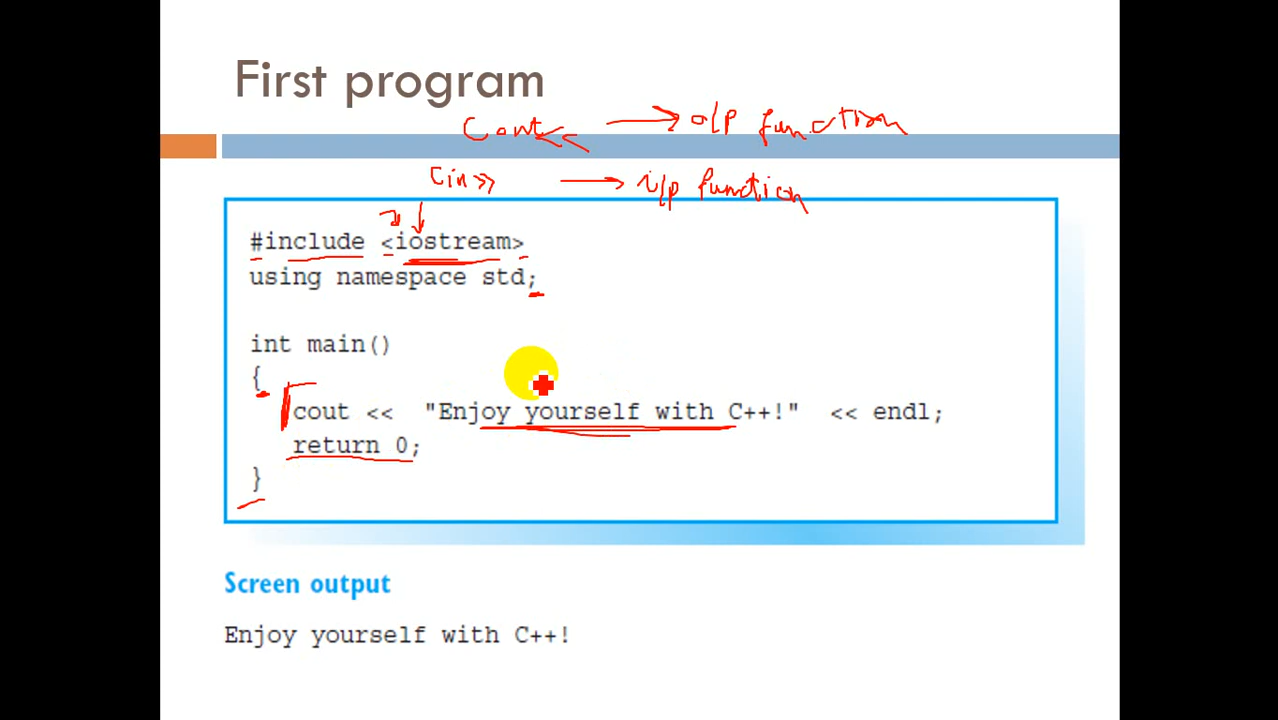 First program
Cout<< → o/p function
Cin>> → i/p function
#include <iostream>
using namespace std;
int main()
{
cout << "Enjoy yourself with C++!" << endl;
return 0;
}
Screen output
Enjoy yourself with C++!